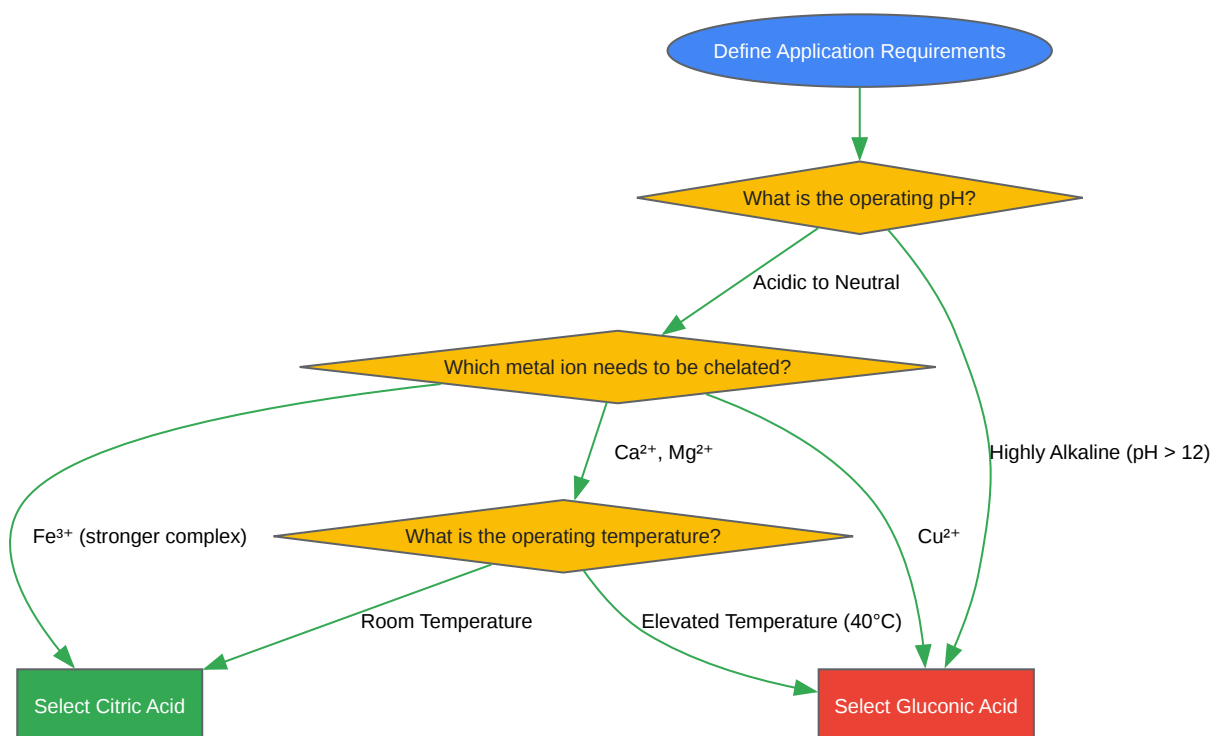 Define Application Requirements
What is the operating pH?
Acidic to Neutral
Which metal ion needs to be chelated?
Ca²⁺, Mg²⁺
Highly Alkaline (pH > 12)
Fe³⁺ (stronger complex)
What is the operating temperature?
Cu²⁺
Room Temperature
Elevated Temperature (40°C)
Select Citric Acid
Select Gluconic Acid